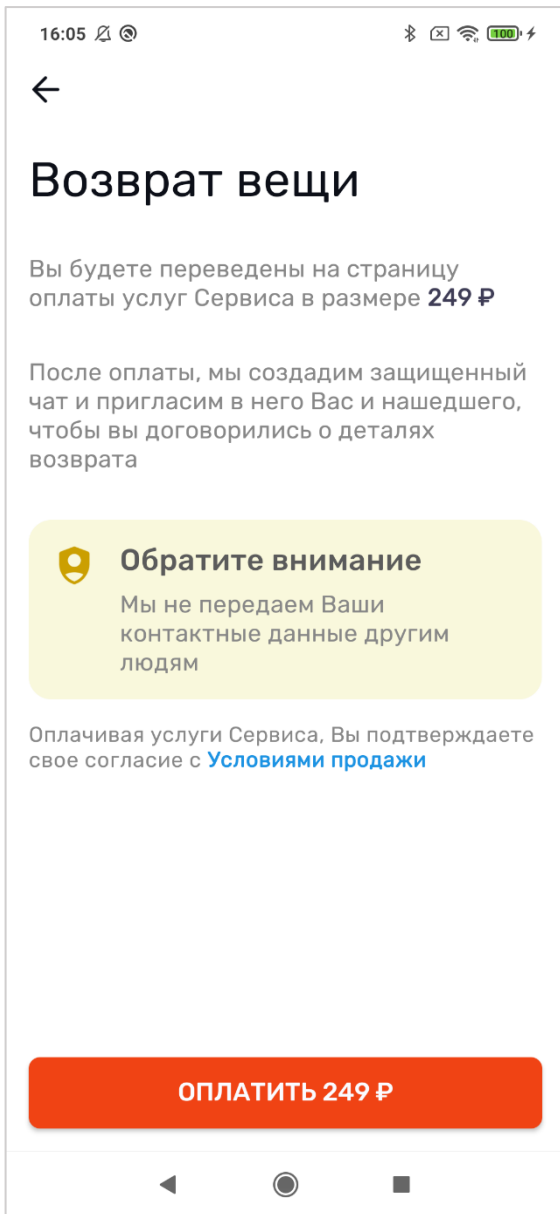 16:05
100
Возврат вещи
Вы будете переведены на страницу
оплаты услуг Сервиса в размере 249 ₽
После оплаты, мы создадим защищенный
чат и пригласим в него Вас и нашедшего,
чтобы вы договорились о деталях
возврата
Обратите внимание
Мы не передаем Ваши
контактные данные другим
людям
Оплачивая услуги Сервиса, Вы подтверждаете
свое согласие с Условиями продажи
ОПЛАТИТЬ 249 ₽